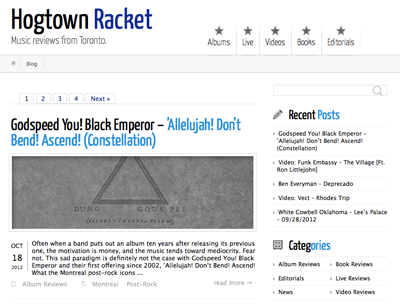 Hogtown Racket
Music reviews from Toronto.
Albums Live Videos Books Editorials
Blog
1 2 3 4 Next »
Godspeed You! Black Emperor – 'Allelujah! Don't
Bend! Ascend! (Constellation)
DUNG GOD'S PEE
OCT
18
2012
Often when a band puts out an album ten years after releasing its previous
one, the motivation is money, and the music tends toward mediocrity. Fear
not. This sad paradigm is definitely not the case with Godspeed You! Black
Emperor and their first offering since 2002, 'Allelujah! Don't Bend! Ascend!
What the Montreal post-rock icons ...
Album Reviews Montreal Post-Rock read more →
Recent Posts
Godspeed You! Black Emperor –
'Allelujah! Don't Bend! Ascend!
(Constellation)
Video: Funk Embassy – The Village [Ft.
Ron Littlejohn]
Ben Everyman – Deprecado
Video: Vect – Rhodes Trip
White Cowbell Oklahoma – Lee's Palace
– 09/28/2012
Categories
Album Reviews Book Reviews
Editorials Live Reviews
News Video Reviews